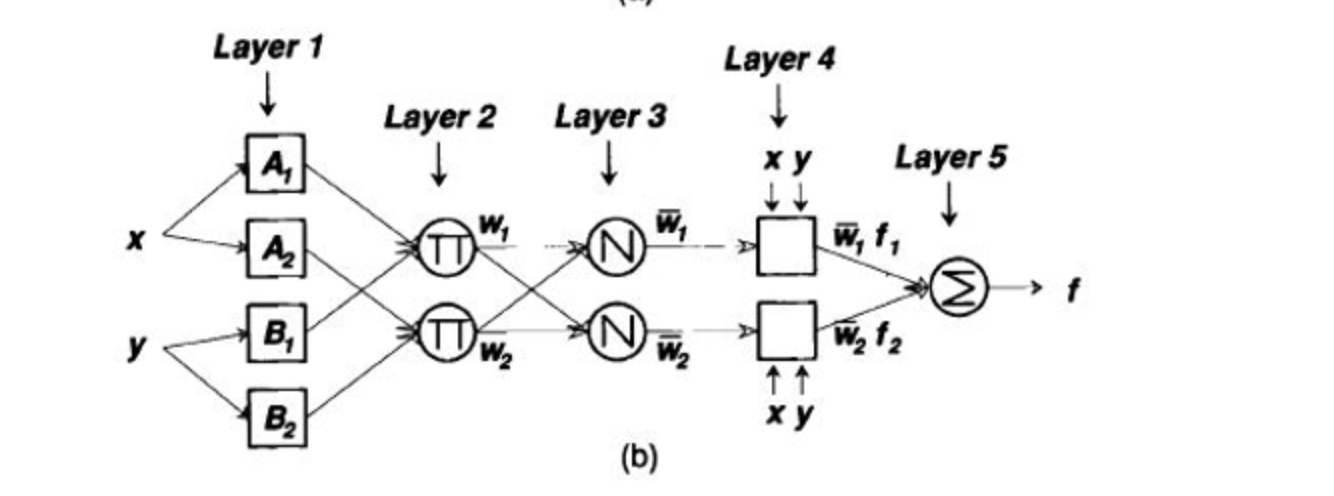 (a)
Layer 1
Layer 2
Layer 3
Layer 4
Layer 5
x
y
A₁
A₂
B₁
B₂
∏
∏
w₁
w₂
N
N
w̅₁
w̅₂
x y
x y
w̅₁ f₁
w̅₂ f₂
Σ
f
(b)